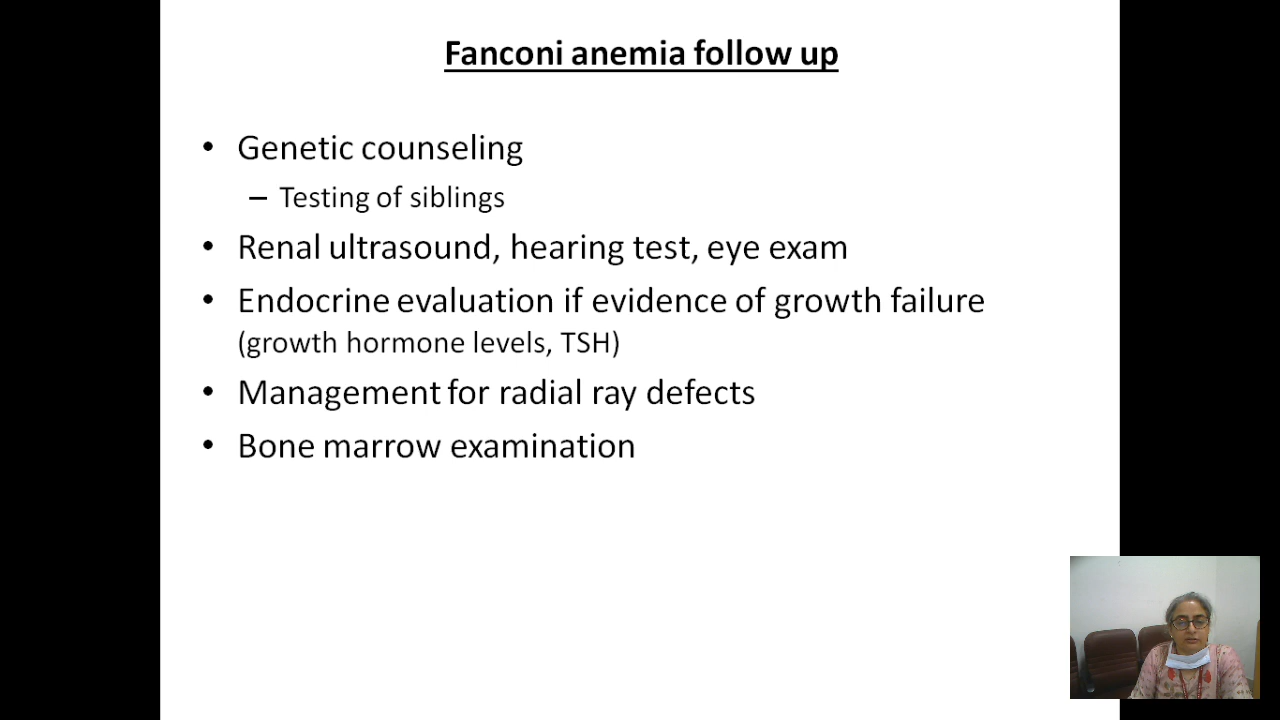 Fanconi anemia follow up
• Genetic counseling
– Testing of siblings
• Renal ultrasound, hearing test, eye exam
• Endocrine evaluation if evidence of growth failure
(growth hormone levels, TSH)
• Management for radial ray defects
• Bone marrow examination